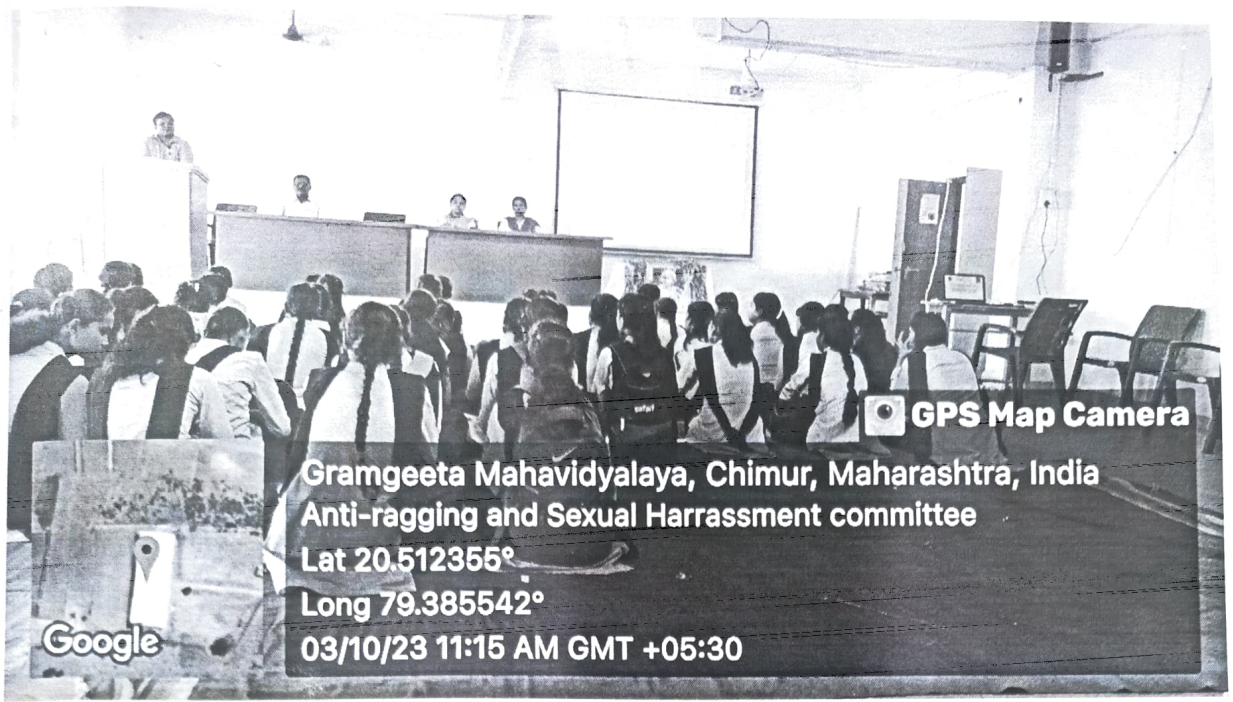 safari
GPS Map Camera
Gramgeeta Mahavidyalaya, Chimur, Maharashtra, India
Anti-ragging and Sexual Harrassment committee
Lat 20.512355°
Long 79.385542°
03/10/23 11:15 AM GMT +05:30
Google